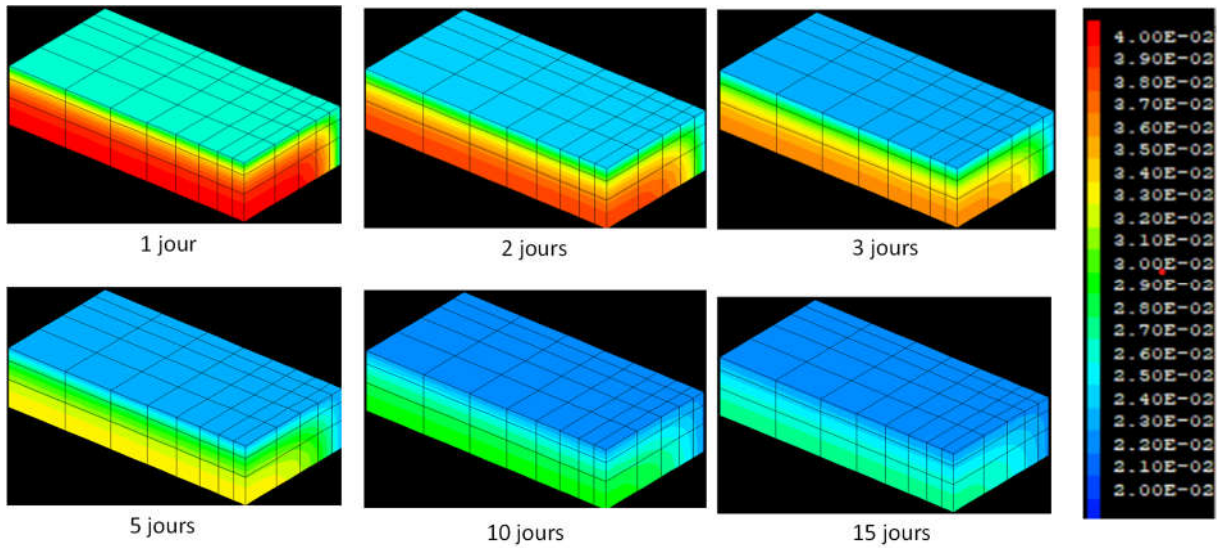 1 jour
2 jours
3 jours
5 jours
10 jours
15 jours
4.00E-02
3.90E-02
3.80E-02
3.70E-02
3.60E-02
3.50E-02
3.40E-02
3.30E-02
3.20E-02
3.10E-02
3.00E-02
2.90E-02
2.80E-02
2.70E-02
2.60E-02
2.50E-02
2.40E-02
2.30E-02
2.20E-02
2.10E-02
2.00E-02